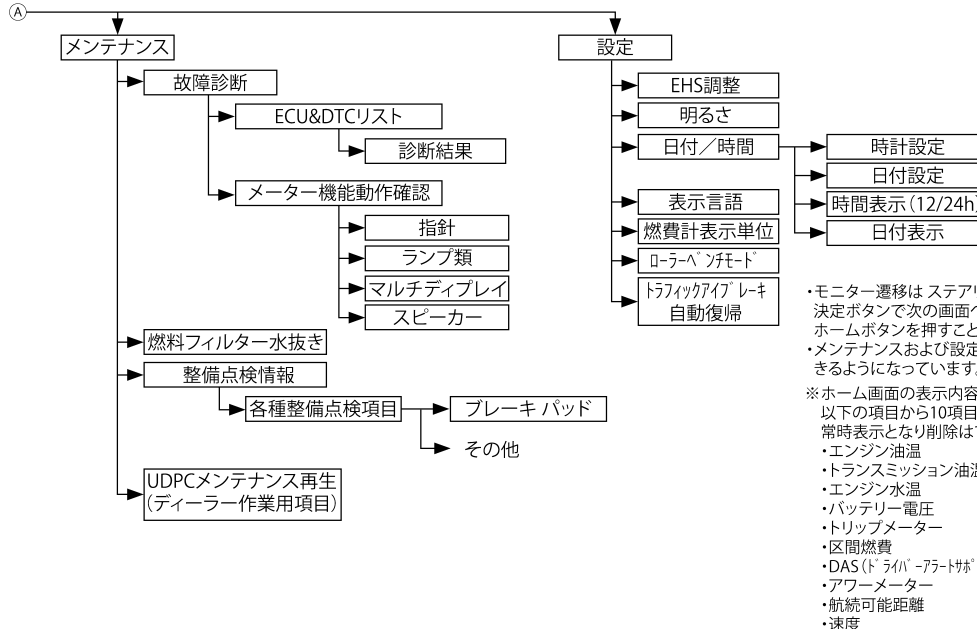 A
メンテナンス
故障診断
ECU&DTCリスト
診断結果
メーター機能動作確認
指針
ランプ類
マルチディプレイ
スピーカー
燃料フィルター水抜き
整備点検情報
各種整備点検項目
ブレーキ パッド
その他
UDPCメンテナンス再生
(ディーラー作業用項目)
設定
EHS調整
明るさ
日付／時間
時計設定
日付設定
時間表示(12/24h)
日付表示
表示言語
燃費計表示単位
ﾛｰﾗｰﾍﾞﾝﾁﾓｰﾄﾞ
ﾄﾗﾌｨｯｸｱｲﾌﾞﾚｰｷ
自動復帰
・モニター遷移は ステアリ
決定ボタンで次の画面へ
ホームボタンを押すこと
・メンテナンスおよび設定
きるようになっています。
※ホーム画面の表示内容
以下の項目から10項目
常時表示となり削除は
・エンジン油温
・トランスミッション油温
・エンジン水温
・バッテリー電圧
・トリップメーター
・区間燃費
・DAS(ﾄﾞﾗｲﾊﾞｰｱﾗｰﾄｻﾎﾟ
・アワーメーター
・航続可能距離
・速度